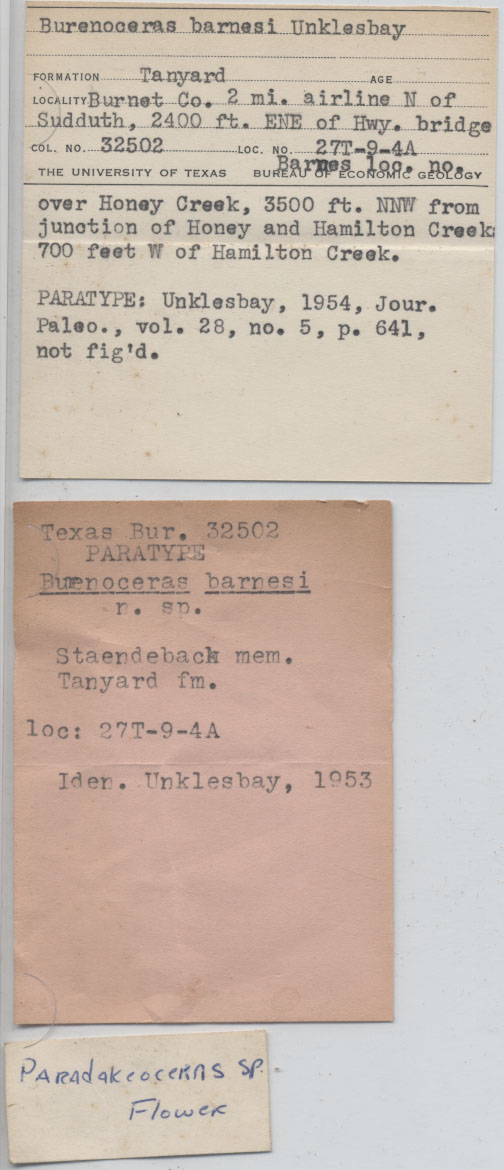 Burenoceras barnesi Unklesbay
FORMATION Tanyard AGE
LOCALITY Burnet Co. 2 mi. airline N of
Sudduth, 2400 ft. ENE of Hwy. bridge
COL. NO. 32502 LOC. NO. 27T-9-4A
Barnes loc. no.
THE UNIVERSITY OF TEXAS BUREAU OF ECONOMIC GEOLOGY
over Honey Creek, 3500 ft. NNW from
junction of Honey and Hamilton Creeks
700 feet W of Hamilton Creek.
PARATYPE: Unklesbay, 1954, Jour.
Paleo., vol. 28, no. 5, p. 641,
not fig'd.
Texas Bur. 32502
PARATYPE
Burenoceras barnesi
n. sp.
Staendeback mem.
Tanyard fm.
loc: 27T-9-4A
Iden. Unklesbay, 1953
Paradakeoceras sp.
Flower